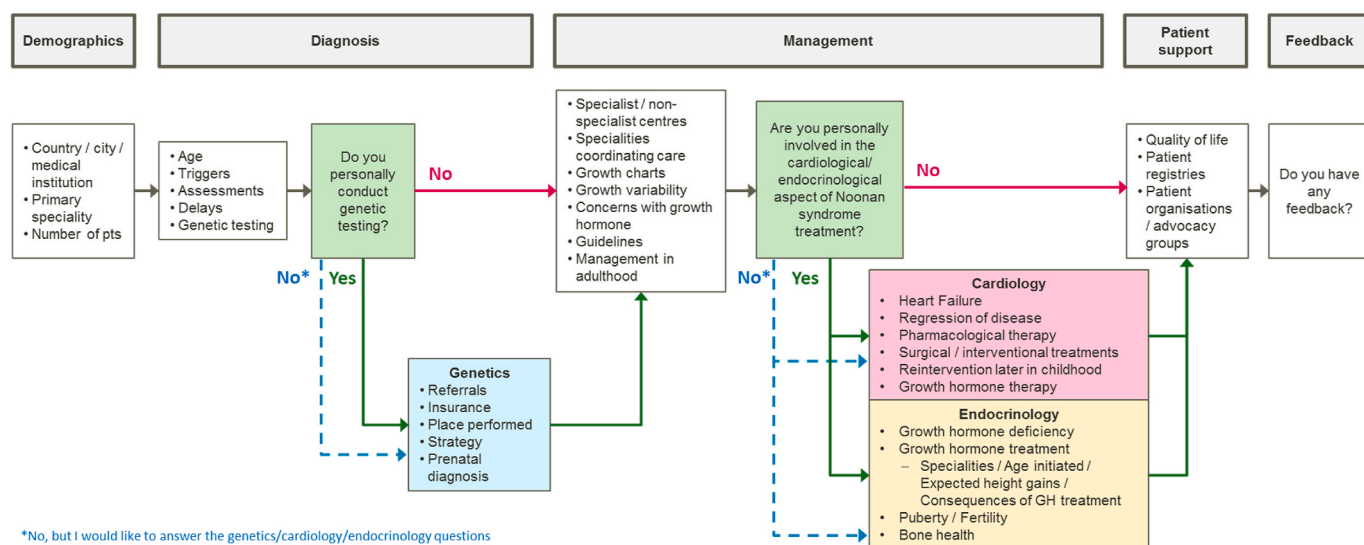 Demographics
Diagnosis
Management
Patient
support
Feedback
• Country / city /
medical
institution
• Primary
speciality
• Number of pts
• Age
• Triggers
• Assessments
• Delays
• Genetic testing
Do you
personally
conduct
genetic
testing?
No
No*
Yes
Genetics
• Referrals
• Insurance
• Place performed
• Strategy
• Prenatal
diagnosis
• Specialist / non-
specialist centres
• Specialities
coordinating care
• Growth charts
• Growth variability
• Concerns with growth
hormone
• Guidelines
• Management in
adulthood
Are you personally
involved in the
cardiological/
endocrinological
aspect of Noonan
syndrome
treatment?
No
No*
Yes
Cardiology
• Heart Failure
• Regression of disease
• Pharmacological therapy
• Surgical / interventional treatments
• Reintervention later in childhood
• Growth hormone therapy
Endocrinology
• Growth hormone deficiency
• Growth hormone treatment
– Specialities / Age initiated /
Expected height gains /
Consequences of GH treatment
• Puberty / Fertility
• Bone health
• Quality of life
• Patient
registries
• Patient
organisations
/ advocacy
groups
Do you have
any
feedback?
*No, but I would like to answer the genetics/cardiology/endocrinology questions